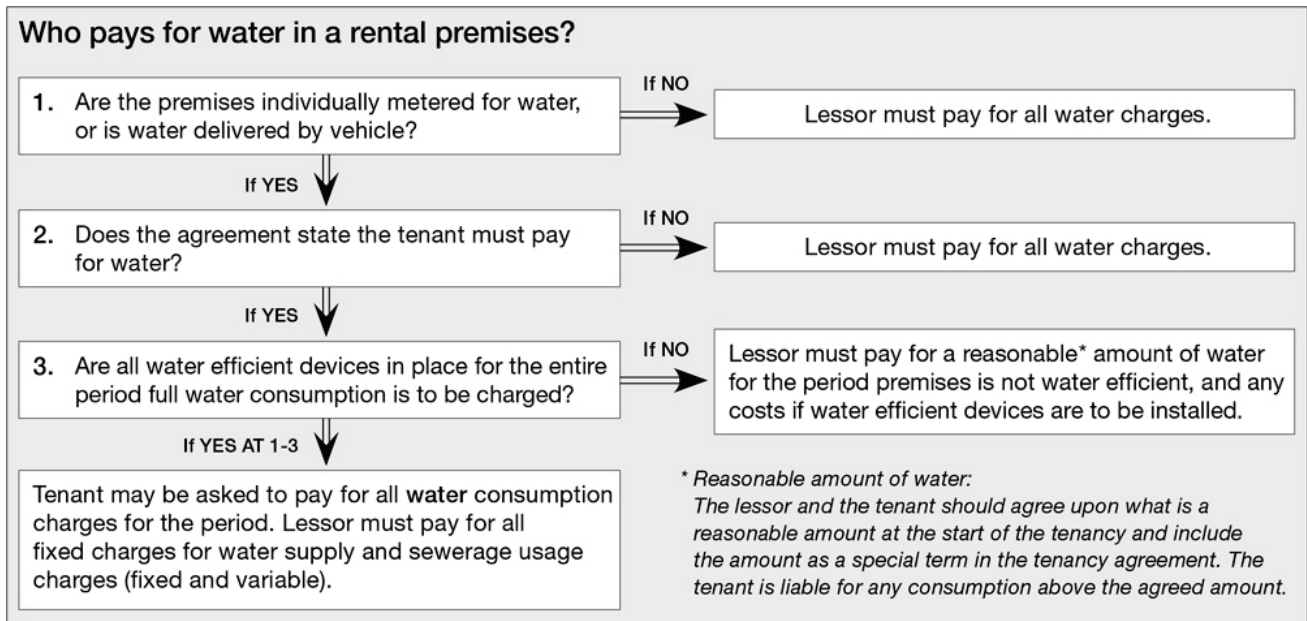 Who pays for water in a rental premises?
1. Are the premises individually metered for water,
or is water delivered by vehicle?
If NO
Lessor must pay for all water charges.
If YES
2. Does the agreement state the tenant must pay
for water?
If NO
Lessor must pay for all water charges.
If YES
3. Are all water efficient devices in place for the entire
period full water consumption is to be charged?
If NO
Lessor must pay for a reasonable* amount of water
for the period premises is not water efficient, and any
costs if water efficient devices are to be installed.
If YES AT 1-3
Tenant may be asked to pay for all water consumption
charges for the period. Lessor must pay for all
fixed charges for water supply and sewerage usage
charges (fixed and variable).
* Reasonable amount of water:
The lessor and the tenant should agree upon what is a
reasonable amount at the start of the tenancy and include
the amount as a special term in the tenancy agreement. The
tenant is liable for any consumption above the agreed amount.